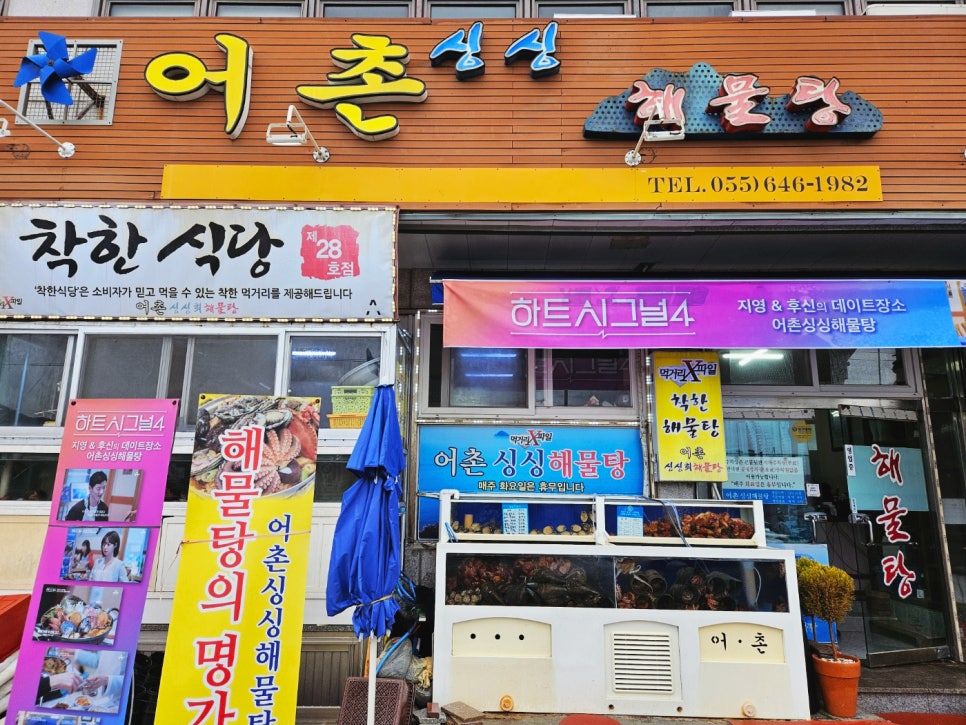 어촌 싱싱 해물탕
TEL. 055) 646-1982
착한 식당
제
28
호점
'착한식당'은 소비자가 믿고 먹을 수 있는 착한 먹거리를 제공해드립니다
X파일
어촌 싱싱해물탕
하트시그널4
지영 & 후신의 데이트장소
어촌싱싱해물탕
먹거리X파일
착한
해물탕
어촌
싱싱해물탕
먹거리X파일
어촌 싱싱해물탕
매주 화요일은 휴무입니다
하트시그널4
지영 & 후신의 데이트장소
어촌싱싱해물탕
해물탕의 명가
어촌싱싱해물탕
영업중
해물탕
어·촌